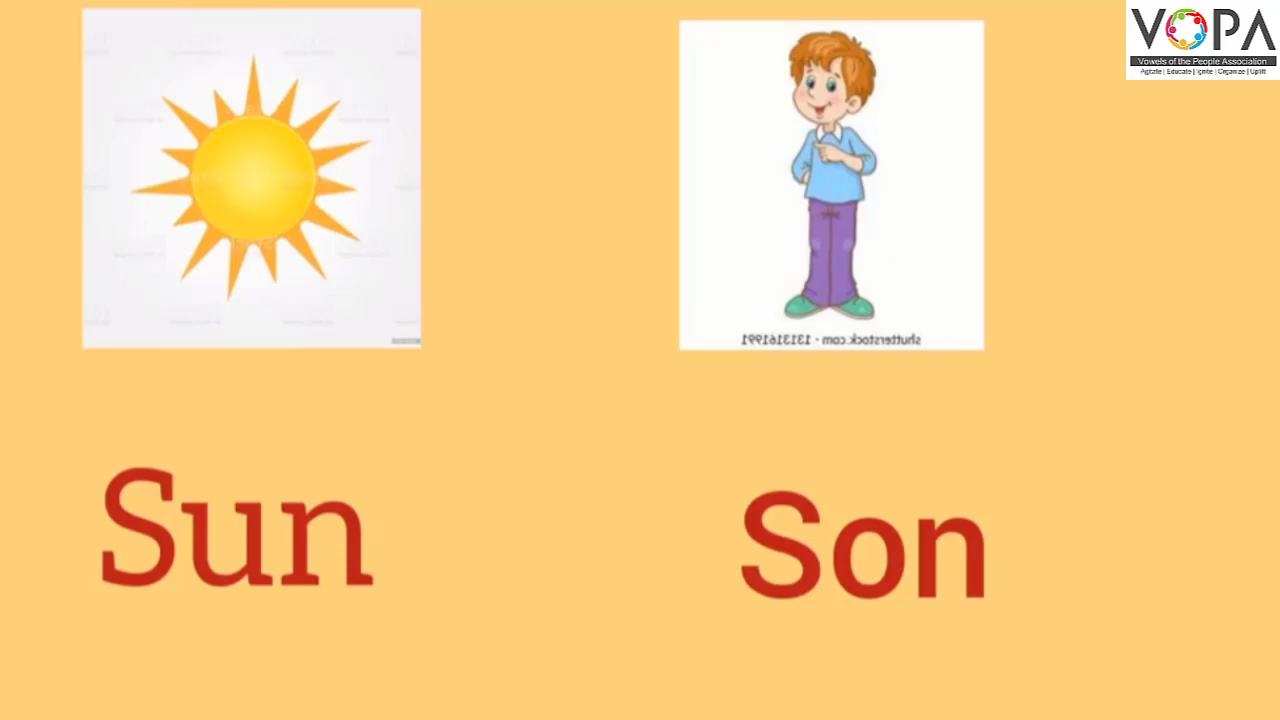 VOPA
Vowels of the People Association
Agitate | Educate | Ignite | Organize | Uplift
shutterstock.com · 1313161991
Sun
Son